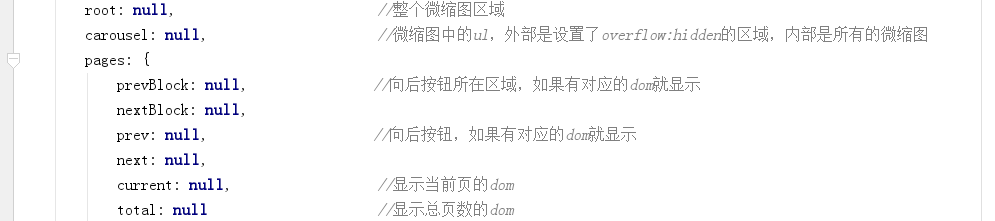 root: null, //整个微缩图区域
carousel: null, //微缩图中的ul，外部是设置了overflow:hidden的区域，内部是所有的微缩图
pages: {
prevBlock: null, //向后按钮所在区域，如果有对应的dom就显示
nextBlock: null,
prev: null, //向后按钮，如果有对应的dom就显示
next: null,
current: null, //显示当前页的dom
total: null //显示总页数的dom